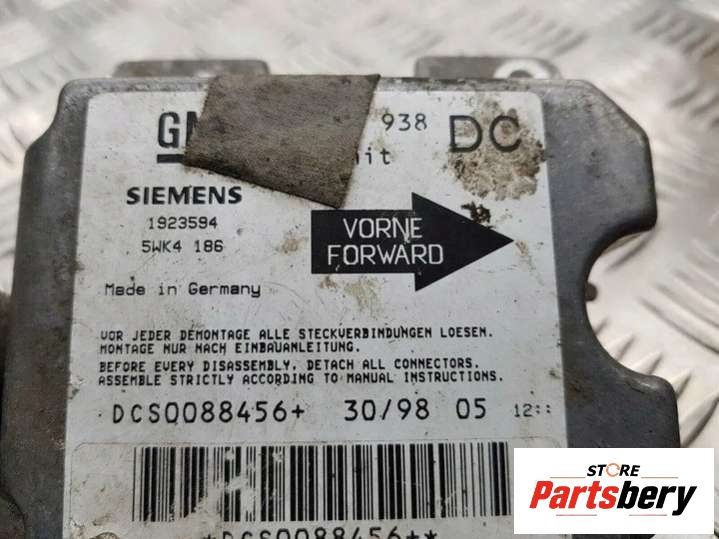 938 DC
SIEMENS
1923594
5WK4 186
VORNE
FORWARD
Made in Germany
VOR JEDER DEMONTAGE ALLE STECKVERBINDUNGEN LOESEN.
MONTAGE NUR NACH EINBAUANLEITUNG.
BEFORE EVERY DISASSEMBLY, DETACH ALL CONNECTORS.
ASSEMBLE STRICTLY ACCORDING TO MANUAL INSTRUCTIONS.
DCS0088456+ 30/98 05 12::
*DCS0088456+*
STORE
Partsbery